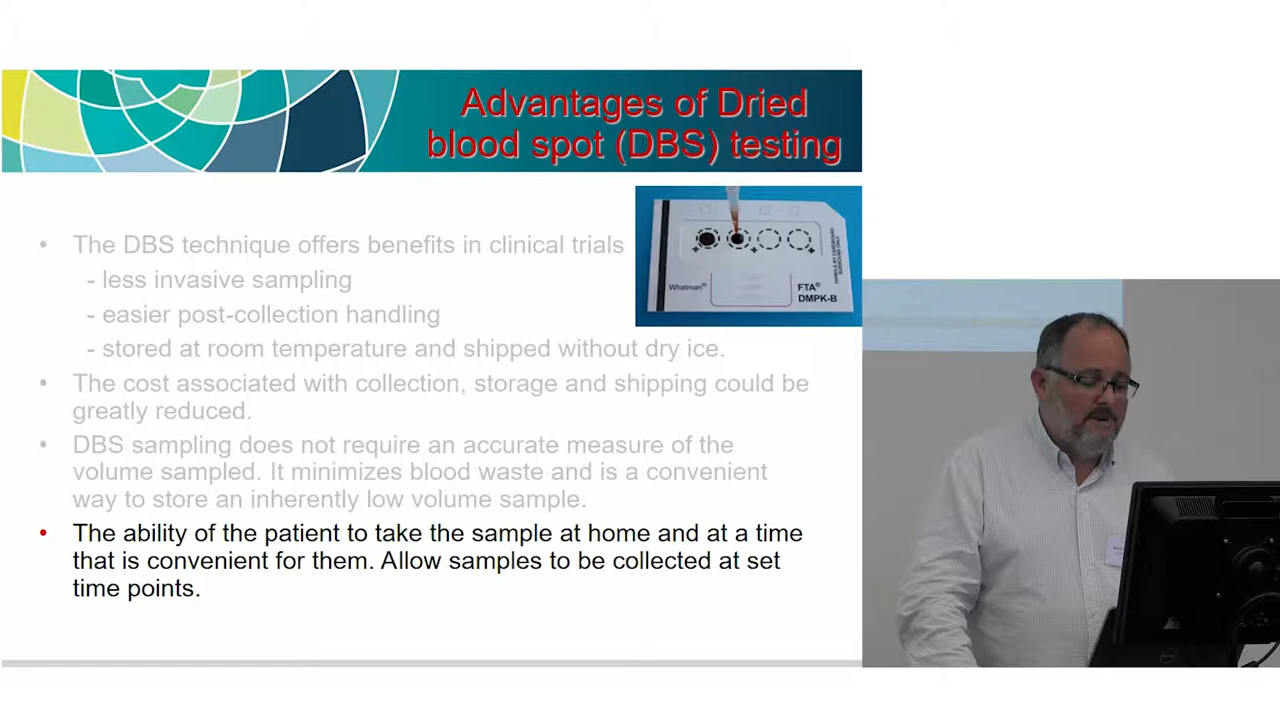 Advantages of Dried
blood spot (DBS) testing
• The DBS technique offers benefits in clinical trials
- less invasive sampling
- easier post-collection handling
- stored at room temperature and shipped without dry ice.
• The cost associated with collection, storage and shipping could be
greatly reduced.
• DBS sampling does not require an accurate measure of the
volume sampled. It minimizes blood waste and is a convenient
way to store an inherently low volume sample.
• The ability of the patient to take the sample at home and at a time
that is convenient for them. Allow samples to be collected at set
time points.
Whatman®
FTA®
DMPK-B
HANDLE BY CARDBOARD
SURROUND ONLY